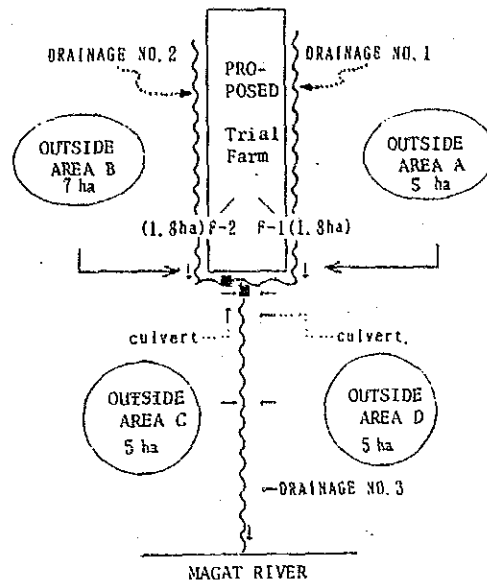 DRAINAGE NO.2
DRAINAGE NO.1
PRO-
POSED
Trial
Farm
OUTSIDE
AREA B
7 ha
OUTSIDE
AREA A
5 ha
(1.8ha) F-2 F-1(1.8ha)
culvert
culvert.
OUTSIDE
AREA C
5 ha
OUTSIDE
AREA D
5 ha
DRAINAGE NO.3
MAGAT RIVER